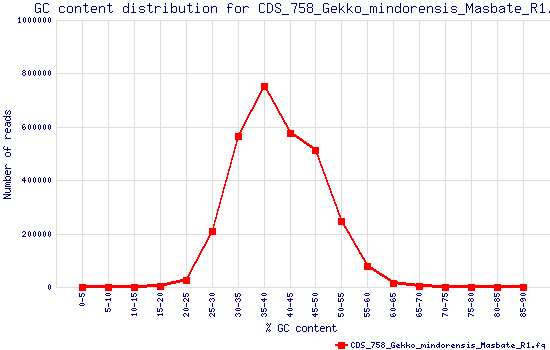 GC content distribution for CDS_758_Gekko_mindorensis_Masbate_R1.
1000000
800000
600000
400000
200000
0
Number of reads
0-5 5-10 10-15 15-20 20-25 25-30 30-35 35-40 40-45 45-50 50-55 55-60 60-65 65-70 70-75 75-80 80-85 85-90
% GC content
CDS_758_Gekko_mindorensis_Masbate_R1.fq